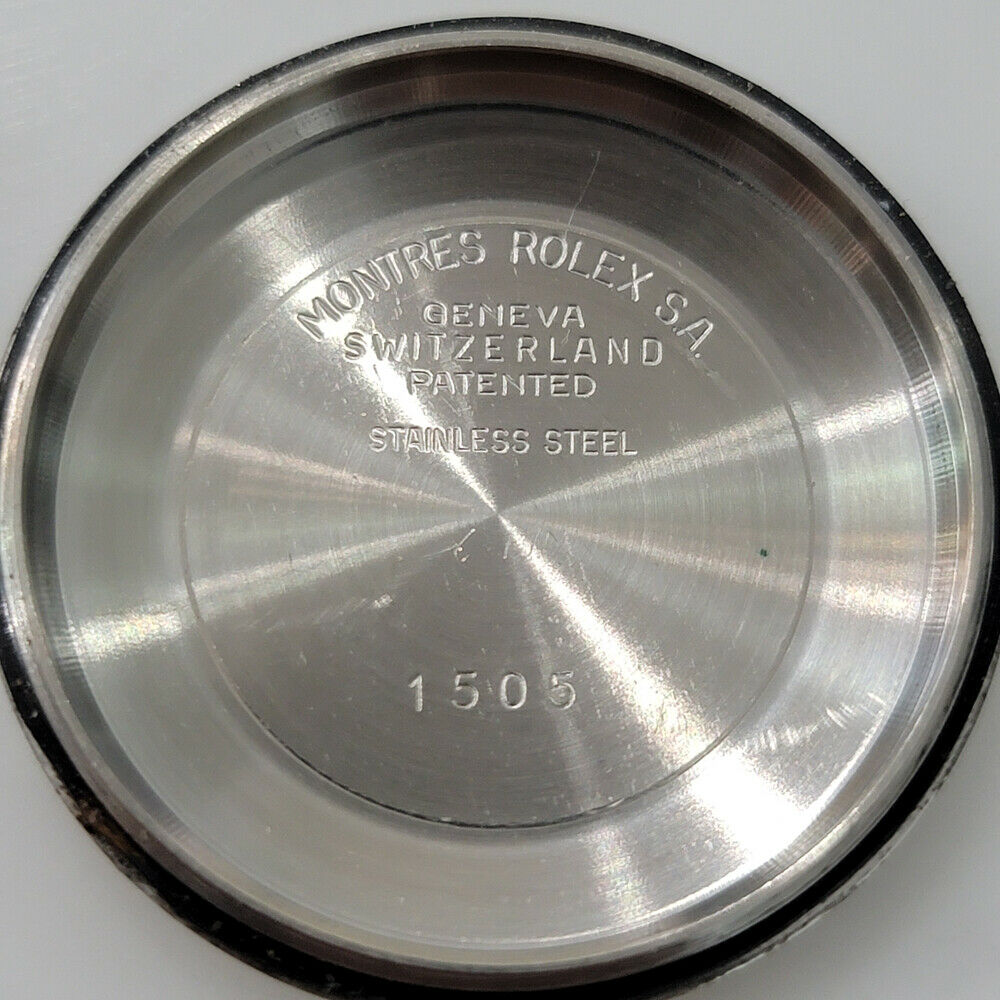 MONTRES ROLEX S.A.
GENEVA
SWITZERLAND
PATENTED
STAINLESS STEEL
1505